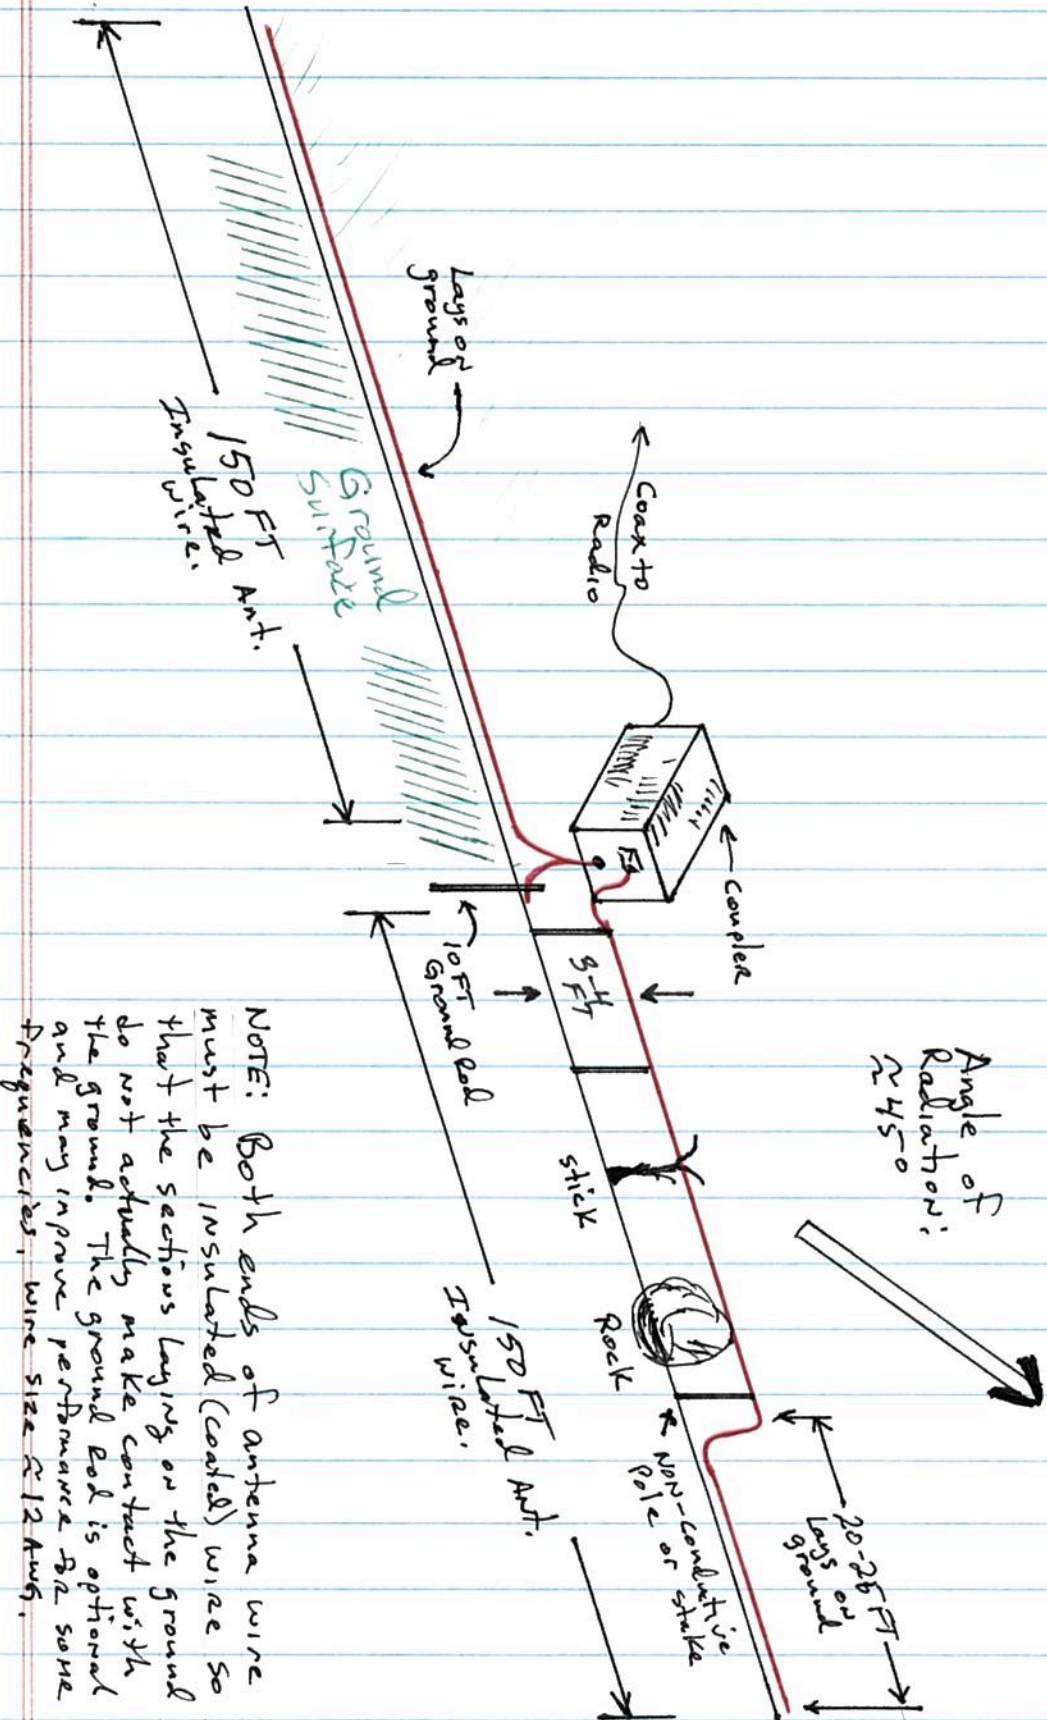 Angle of
Radiation:
≈45°
Coax to
Radio
Coupler
Lays on
ground
3-4
FT
20-25 FT
Lays on
ground
stick
Rock
Non-conductive
Pole or stake
10 FT
Ground Rod
Ground
Surface
150 FT
Insulated Ant.
wire.
150 FT
Insulated Ant.
wire.
NOTE: Both ends of antenna wire
must be insulated (coated) wire so
that the sections laying on the ground
do not actually make contact with
the ground. The ground rod is optional
and may improve performance for some
frequencies, wire size ≈ 12 AWG.